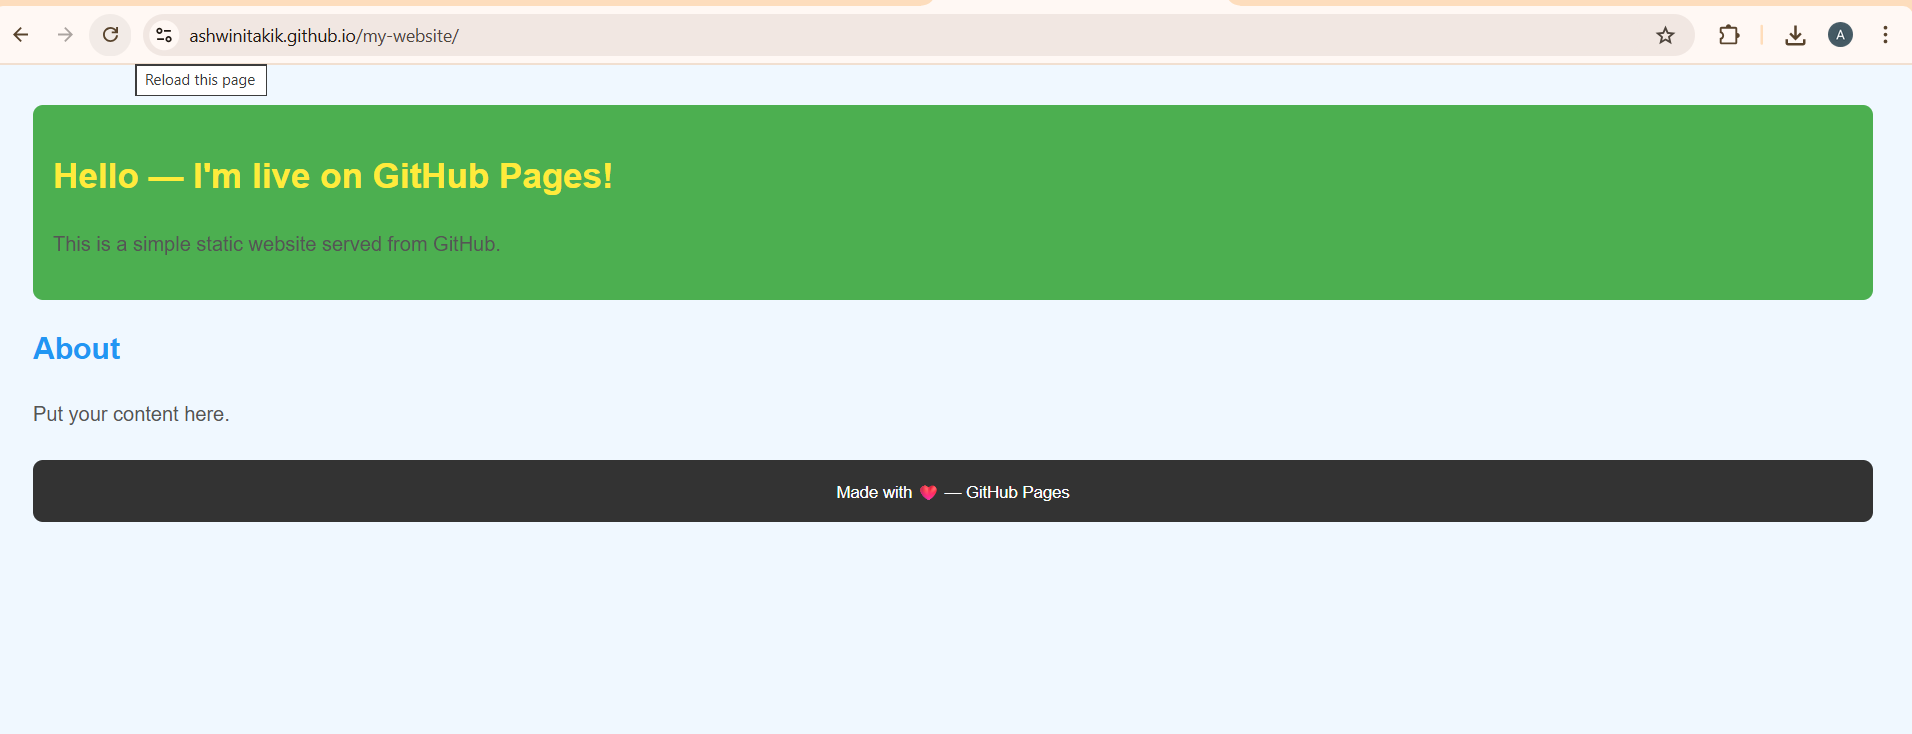 ashwinitakik.github.io/my-website/
A
Reload this page
Hello — I'm live on GitHub Pages!
This is a simple static website served from GitHub.
About
Put your content here.
Made with 💔 — GitHub Pages